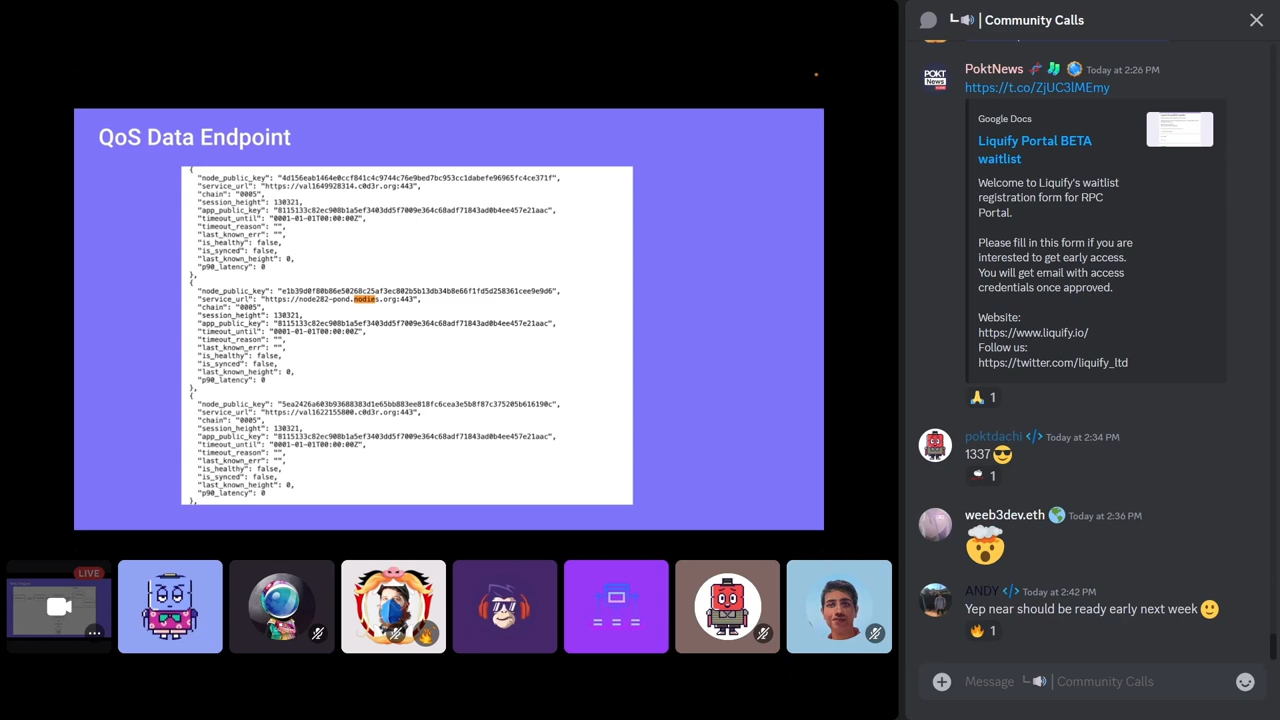 QoS Data Endpoint
{
"node_public_key": "4d156eab1464e0ccf841c4c9744c76e9bed7bc953cc1dabefe96965fc4ce371f",
"service_url": "https://val1649928314.c0d3r.org:443",
"chain": "0005",
"session_height": 130321,
"app_public_key": "8115133c82ec908b1a5ef3403dd5f7009e364c68adf71843ad0b4ee457e21aac",
"timeout_until": "0001-01-01T00:00:00Z",
"timeout_reason": "",
"last_known_err": "",
"is_healthy": false,
"is_synced": false,
"last_known_height": 0,
"p90_latency": 0
},
{
"node_public_key": "e1b39d0f80b86e50268c25af3ec802b5b13db34b8e66f1fd5d258361cee9e9d6",
"service_url": "https://node282-pond.nodies.org:443",
"chain": "0005",
"session_height": 130321,
"app_public_key": "8115133c82ec908b1a5ef3403dd5f7009e364c68adf71843ad0b4ee457e21aac",
"timeout_until": "0001-01-01T00:00:00Z",
"timeout_reason": "",
"last_known_err": "",
"is_healthy": false,
"is_synced": false,
"last_known_height": 0,
"p90_latency": 0
},
{
"node_public_key": "5ea2426a603b93688383d1e65bb883ee818fc6cea3e5b8f87c375205b616190c",
"service_url": "https://val1622155800.c0d3r.org:443",
"chain": "0005",
"session_height": 130321,
"app_public_key": "8115133c82ec908b1a5ef3403dd5f7009e364c68adf71843ad0b4ee457e21aac",
"timeout_until": "0001-01-01T00:00:00Z",
"timeout_reason": "",
"last_known_err": "",
"is_healthy": false,
"is_synced": false,
"last_known_height": 0,
"p90_latency": 0
},
LIVE
Community Calls
PoktNews Today at 2:26 PM
POKT
News
https://t.co/ZjUC3lMEmy
Google Docs
Liquify Portal BETA
waitlist
Welcome to Liquify's waitlist
registration form for RPC
Portal.
Please fill in this form if you are
interested to get early access.
You will get email with access
credentials once approved.
Website:
https://www.liquify.io/
Follow us:
https://twitter.com/liquify_ltd
🙏 1
poktdachi </> Today at 2:34 PM
1337 😎
1
weeb3dev.eth 🌎 Today at 2:36 PM
🤯
ANDY </> Today at 2:42 PM
Yep near should be ready early next week 🙂
🔥 1
Message Community Calls